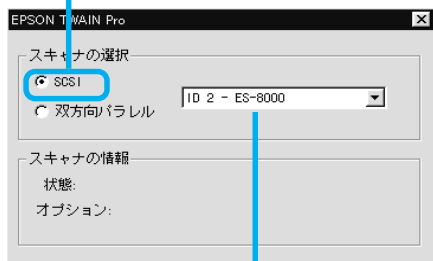 EPSON TWAIN Pro
スキャナの選択
SCSI
ID 2 - ES-8000
双方向パラレル
スキャナの情報
状態:
オプション: